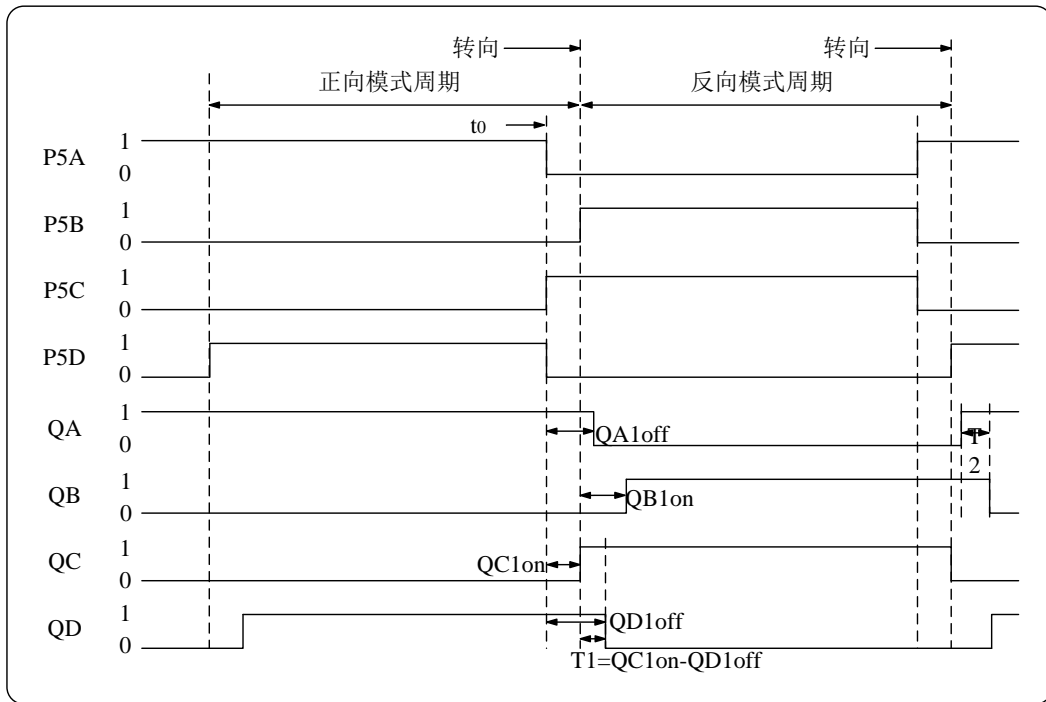 转向 转向
正向模式周期 反向模式周期
t0
P5A 1
0
P5B 1
0
P5C 1
0
P5D 1
0
QA 1
0
QA1off
T
2
QB 1
0
QB1on
QC 1
0
QC1on
QD 1
0
QD1off
T1=QC1on-QD1off